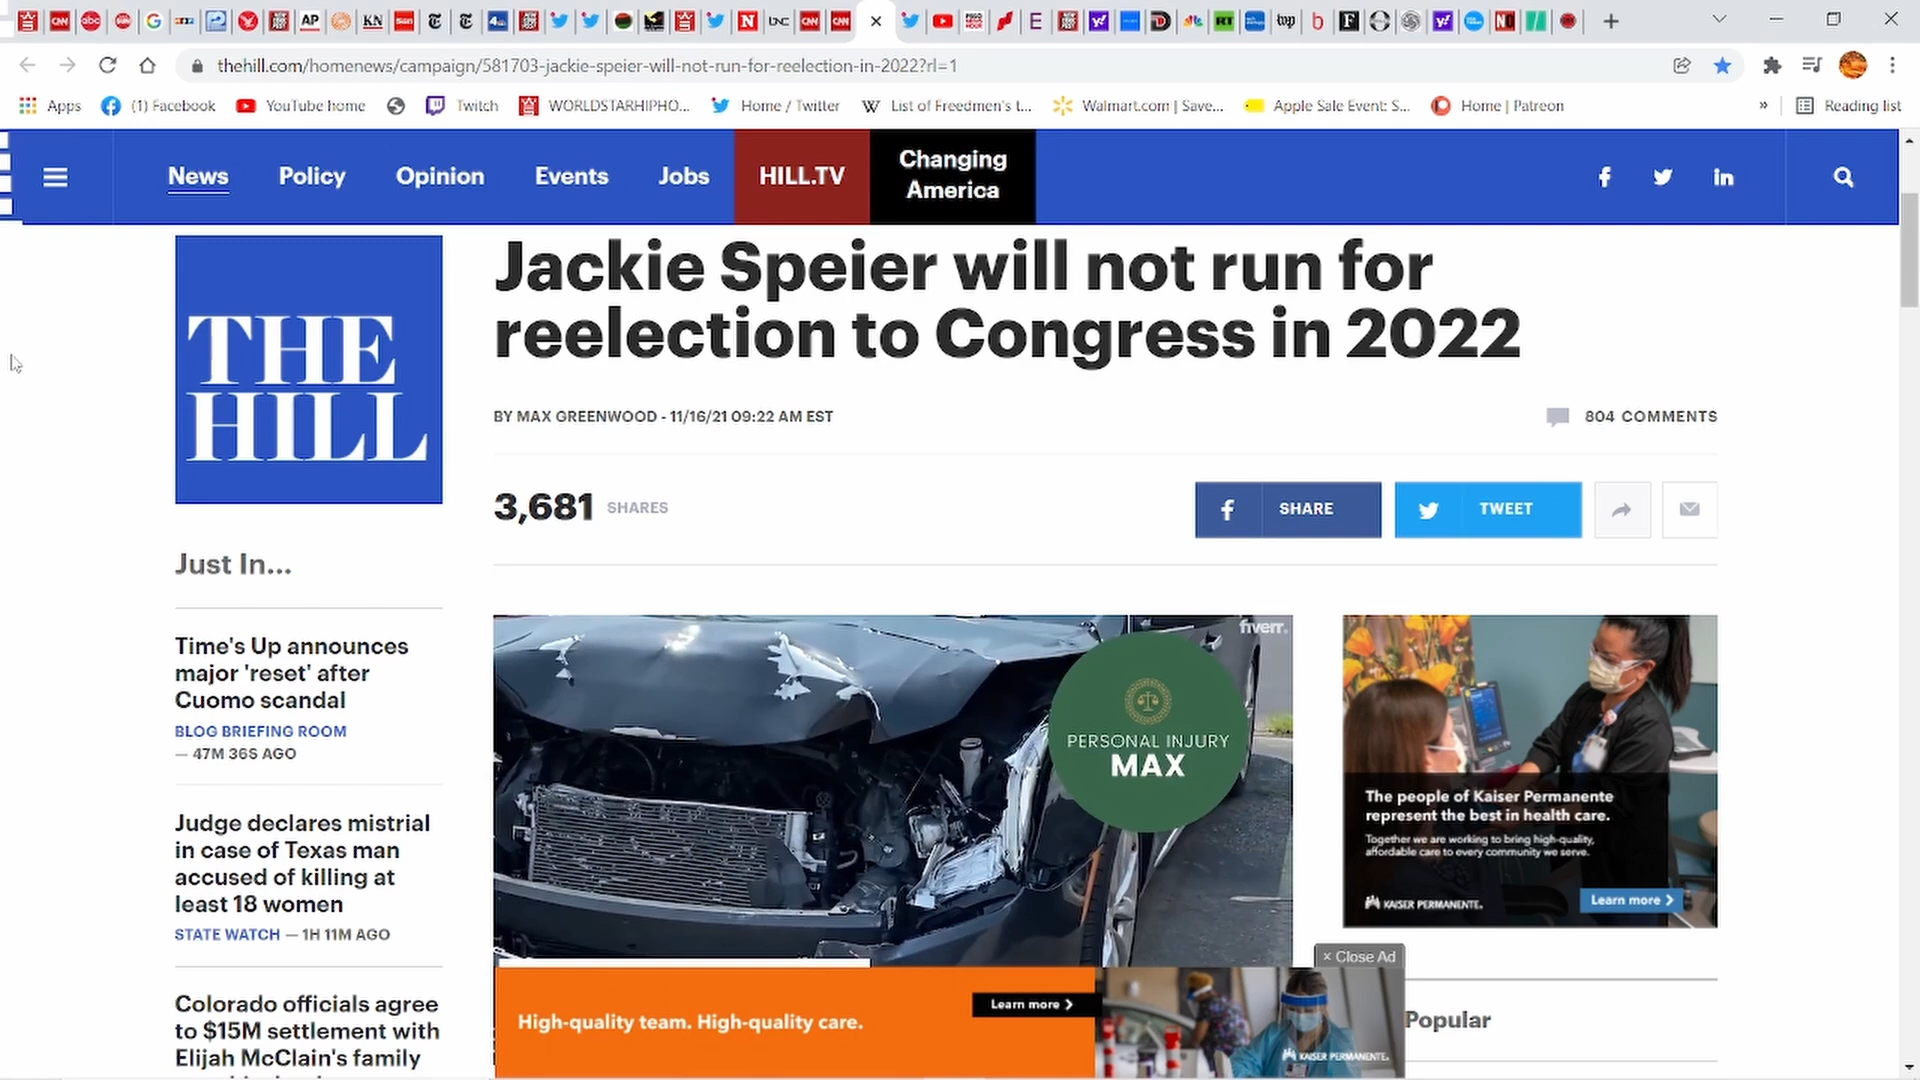 thehill.com/homenews/campaign/581703-jackie-speier-will-not-run-for-reelection-in-2022?rl=1
Apps
(1) Facebook
YouTube home
Twitch
WORLDSTARHIPHO...
Home / Twitter
List of Freedmen's t...
Walmart.com | Save...
Apple Sale Event: S...
Home | Patreon
»
Reading list
News
Policy
Opinion
Events
Jobs
HILL.TV
Changing
America
THE
HILL
Jackie Speier will not run for
reelection to Congress in 2022
BY MAX GREENWOOD - 11/16/21 09:22 AM EST
804 COMMENTS
3,681 SHARES
SHARE
TWEET
Just In...
Time's Up announces
major 'reset' after
Cuomo scandal
BLOG BRIEFING ROOM
— 47M 36S AGO
Judge declares mistrial
in case of Texas man
accused of killing at
least 18 women
STATE WATCH — 1H 11M AGO
Colorado officials agree
to $15M settlement with
Elijah McClain's family
fiverr.
PERSONAL INJURY
MAX
The people of Kaiser Permanente
represent the best in health care.
Together we are working to bring high-quality,
affordable care to every community we serve.
KAISER PERMANENTE.
Learn more
× Close Ad
High-quality team. High-quality care.
Learn more
KAISER PERMANENTE.
Popular